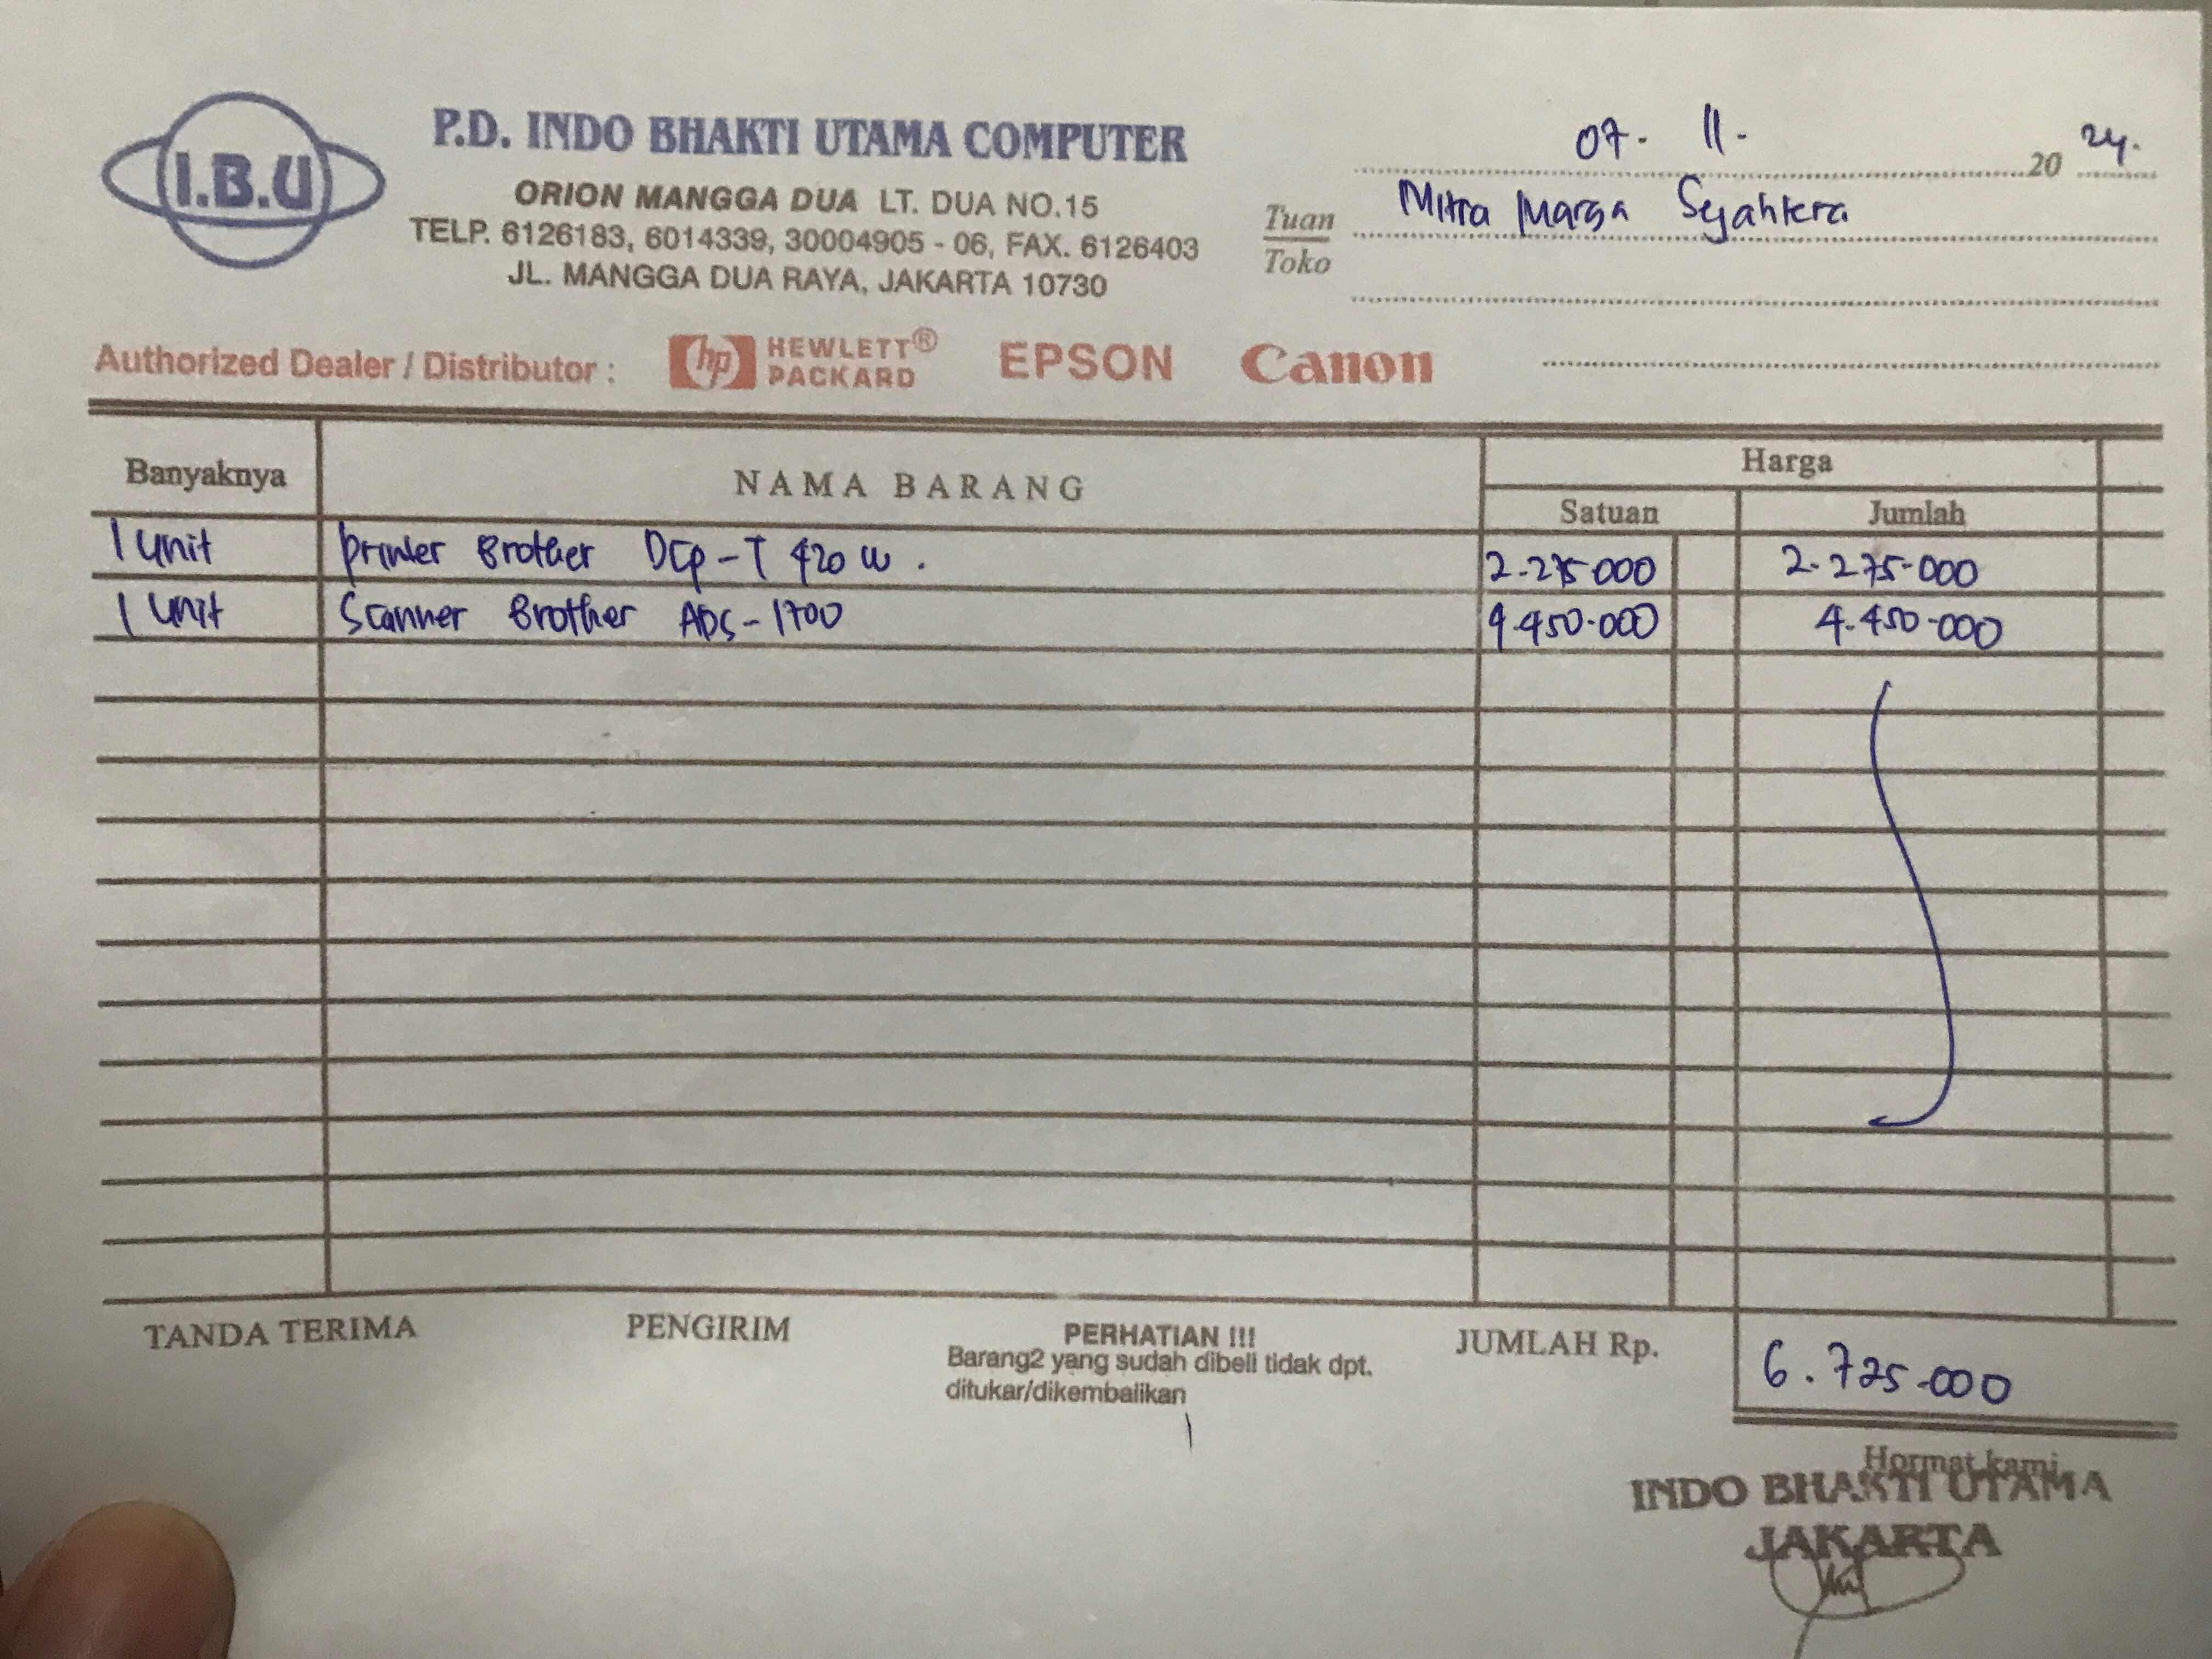 I.B.U
P.D. INDO BHAKTI UTAMA COMPUTER
ORION MANGGA DUA LT. DUA NO.15
TELP. 6126183, 6014339, 30004905 - 06, FAX. 6126403
JL. MANGGA DUA RAYA, JAKARTA 10730
07 - 11 - 20 24.
Tuan Mitra Marga Sejahtera
Toko
Authorized Dealer / Distributor : hp HEWLETT® PACKARD EPSON Canon
Banyaknya NAMA BARANG Harga
Satuan Jumlah
1 unit printer Brother DCp-T 420 W. 2.275.000 2.275.000
1 unit Scanner Brother ADS-1700 4.450.000 4.450.000
TANDA TERIMA PENGIRIM PERHATIAN !!! JUMLAH Rp. 6.725.000
Barang2 yang sudah dibeli tidak dpt.
ditukar/dikembalikan
Hormat kami
INDO BHAKTI UTAMA
JAKARTA